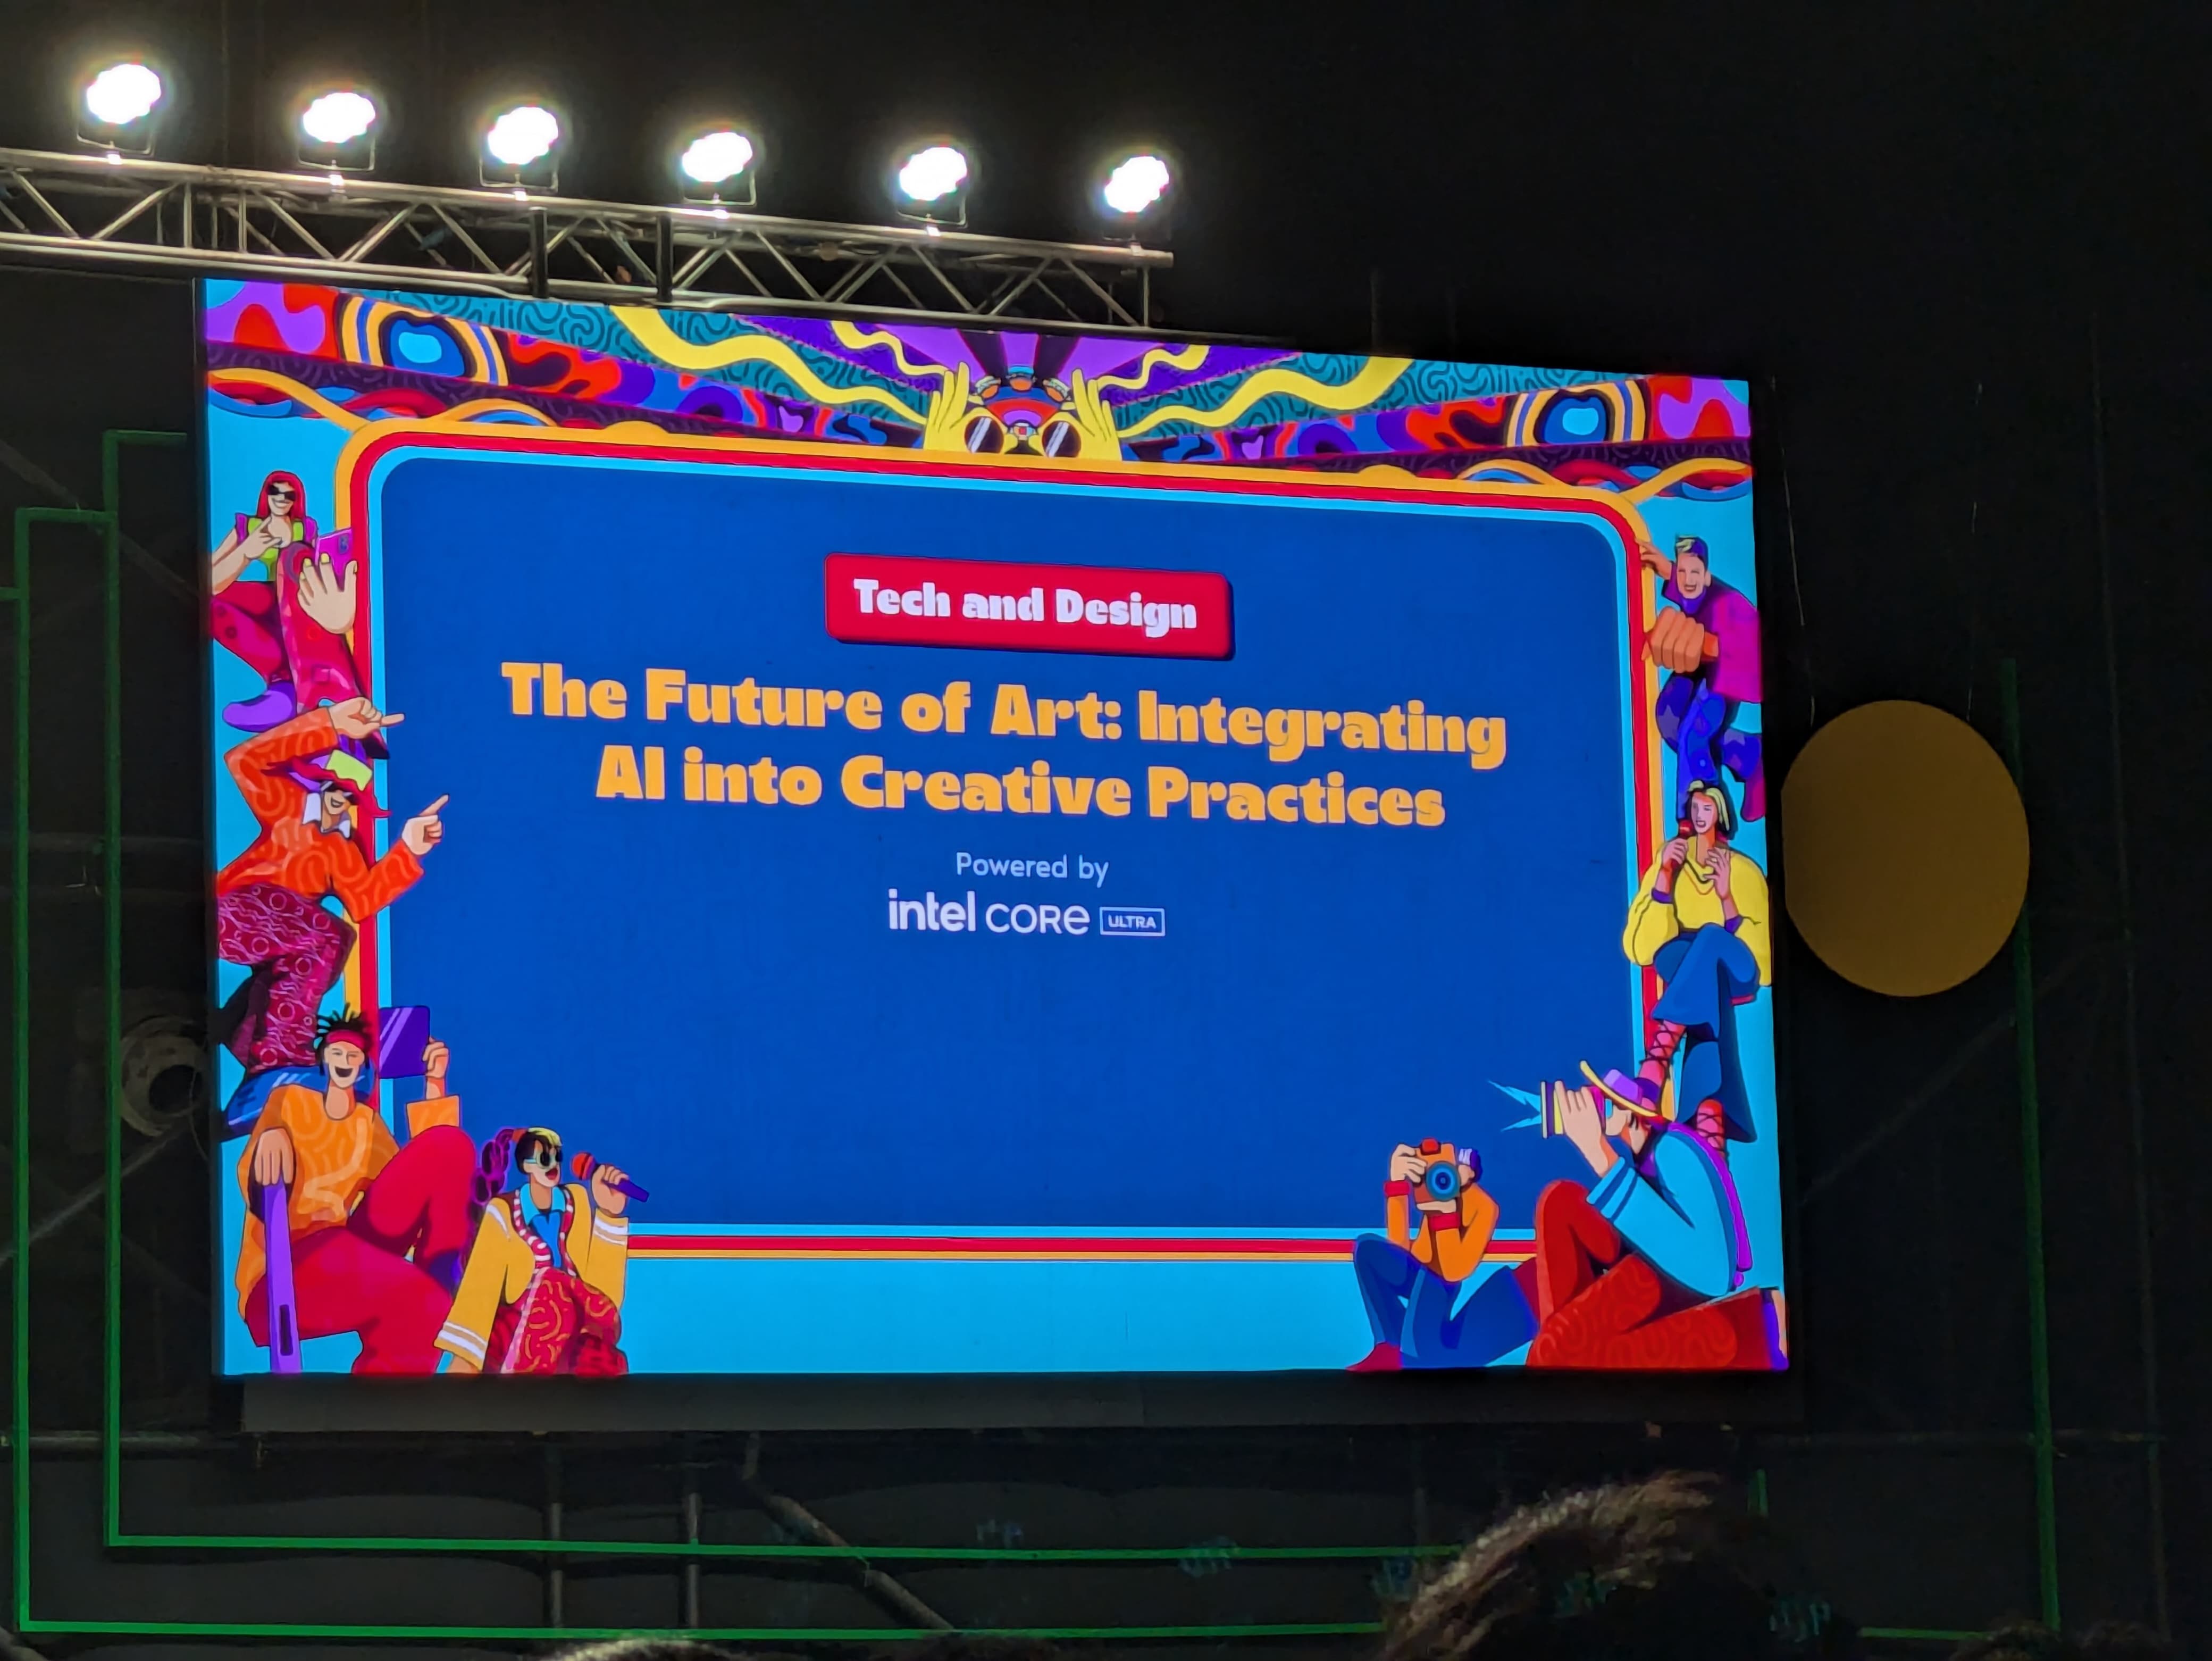 Tech and Design
The Future of Art: Integrating
AI into Creative Practices
Powered by
intel CORE ULTRA